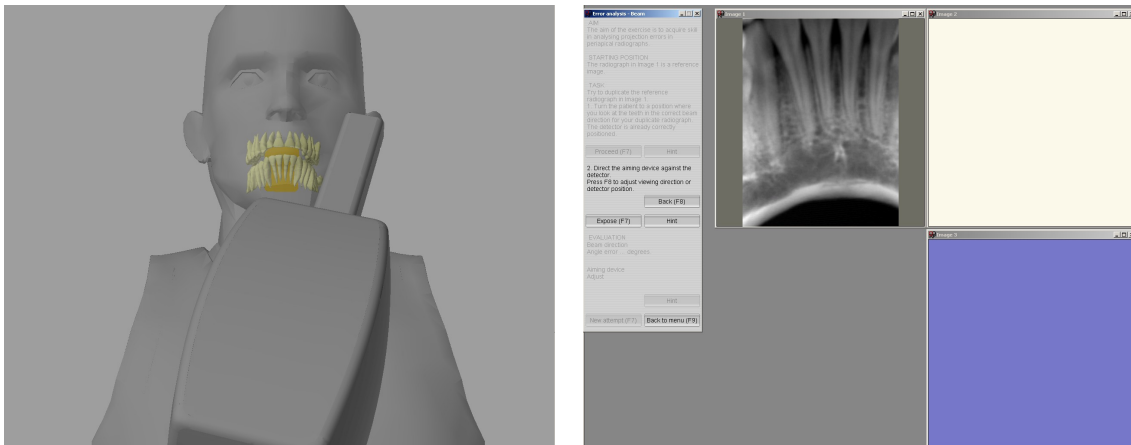 Error analysis - Beam
AIM
The aim of the exercise is to acquire skill
in analysing projection errors in
periapical radiographs
STARTING POSITION
The radiograph in image 1 is a reference
image.
TASK
Try to duplicate the reference
radiograph in image 1.
1. Turn the patient to a position where
you look at the teeth in the correct beam
direction for your duplicate radiograph.
The detector is already correctly
positioned.
Proceed (F7) Hint
2. Direct the aiming device against the
detector.
Press F8 to adjust viewing direction or
detector position.
Back (F8)
Expose (F7) Hint
EVALUATION
Beam direction
Angle error ... degrees
Aiming device
Adjust
Hint
New attempt (F7) Back to menu (F9)
Image 1
Image 2
Image 3